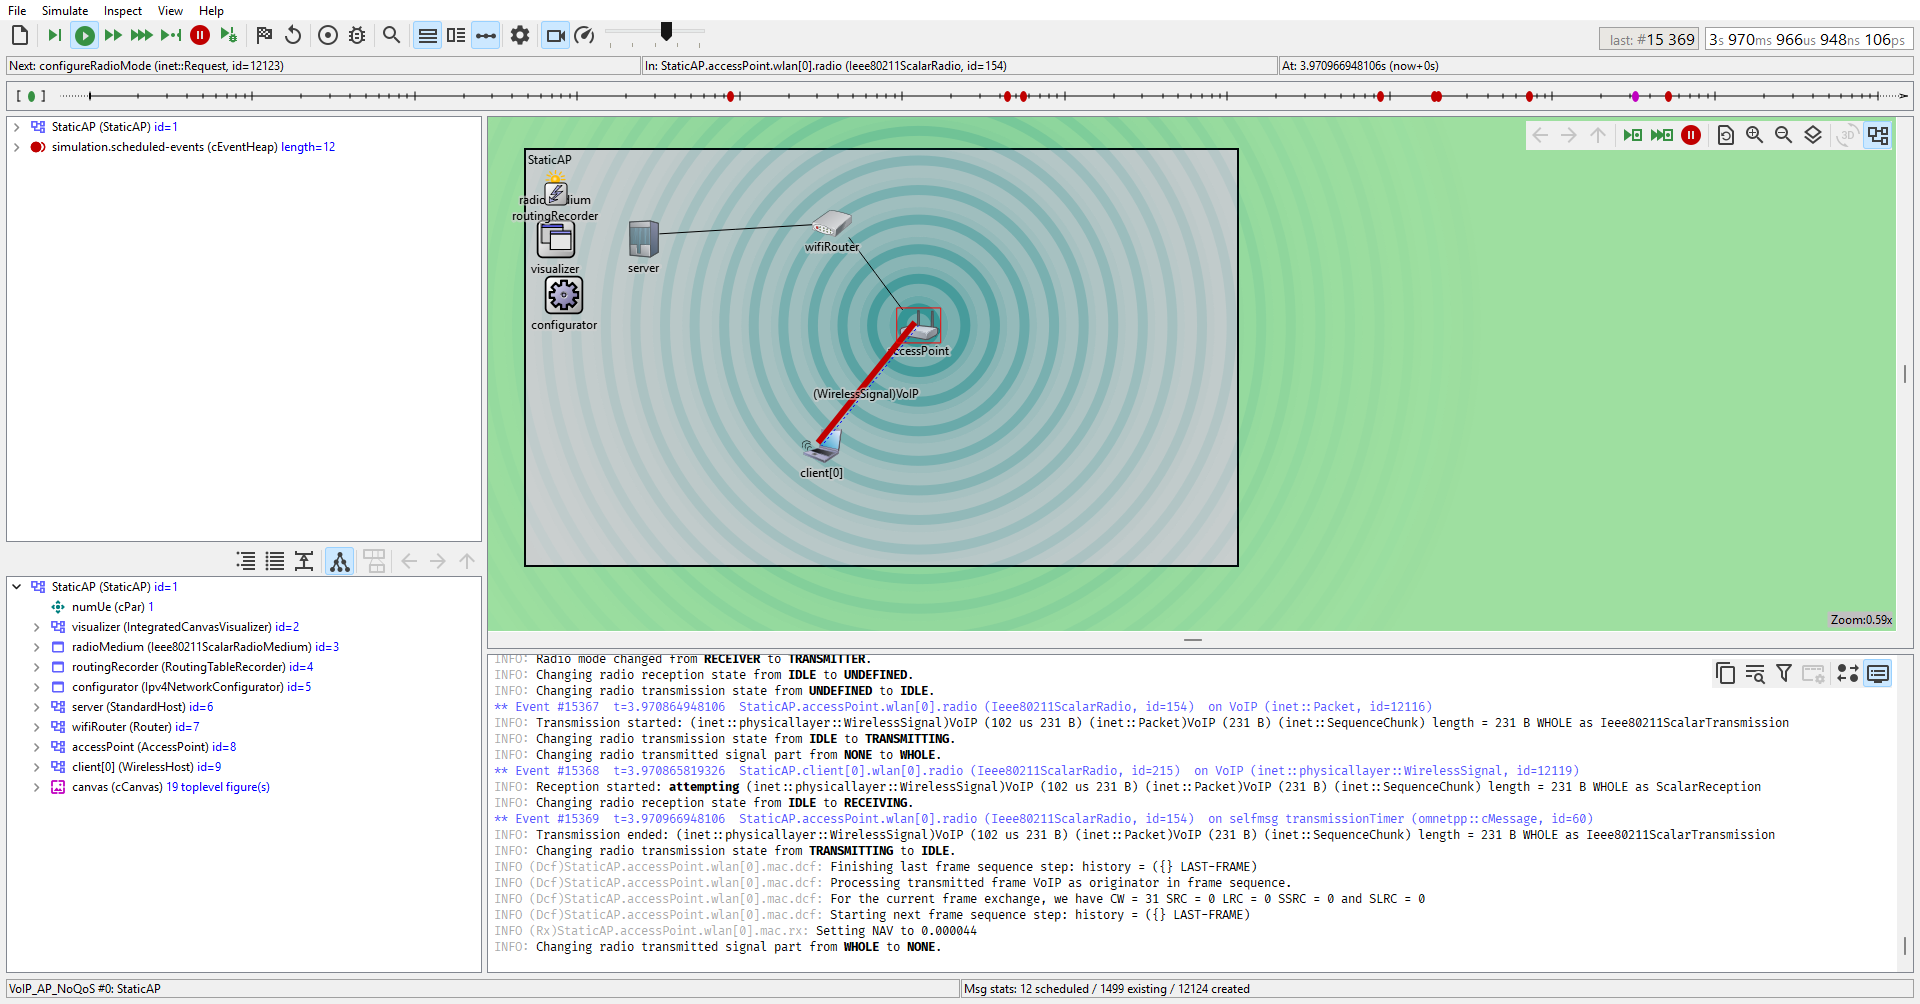 File Simulate Inspect View Help
last: #15 369 3s 970ms 966us 948ns 106ps
Next: configureRadioMode (inet::Request, id=12123) In: StaticAP.accessPoint.wlan[0].radio (Ieee80211ScalarRadio, id=154) At: 3.970966948106s (now+0s)
StaticAP (StaticAP) id=1
simulation.scheduled-events (cEventHeap) length=12
StaticAP (StaticAP) id=1
numUe (cPar) 1
visualizer (IntegratedCanvasVisualizer) id=2
radioMedium (Ieee80211ScalarRadioMedium) id=3
routingRecorder (RoutingTableRecorder) id=4
configurator (Ipv4NetworkConfigurator) id=5
server (StandardHost) id=6
wifiRouter (Router) id=7
accessPoint (AccessPoint) id=8
client[0] (WirelessHost) id=9
canvas (cCanvas) 19 toplevel figure(s)
3D
StaticAP
routingRecorder
visualizer
configurator
server
wifiRouter
(WirelessSignal)VoIP
client[0]
Zoom:0.59x
INFO: Radio mode changed from RECEIVER to TRANSMITTER.
INFO: Changing radio reception state from IDLE to UNDEFINED.
INFO: Changing radio transmission state from UNDEFINED to IDLE.
** Event #15367 t=3.970864948106 StaticAP.accessPoint.wlan[0].radio (Ieee80211ScalarRadio, id=154) on VoIP (inet::Packet, id=12116)
INFO: Transmission started: (inet::physicallayer::WirelessSignal)VoIP (102 us 231 B) (inet::Packet)VoIP (231 B) (inet::SequenceChunk) length = 231 B WHOLE as Ieee80211ScalarTransmission
INFO: Changing radio transmission state from IDLE to TRANSMITTING.
INFO: Changing radio transmitted signal part from NONE to WHOLE.
** Event #15368 t=3.970865819326 StaticAP.client[0].wlan[0].radio (Ieee80211ScalarRadio, id=215) on VoIP (inet::physicallayer::WirelessSignal, id=12119)
INFO: Reception started: attempting (inet::physicallayer::WirelessSignal)VoIP (102 us 231 B) (inet::Packet)VoIP (231 B) (inet::SequenceChunk) length = 231 B WHOLE as ScalarReception
INFO: Changing radio reception state from IDLE to RECEIVING.
** Event #15369 t=3.970966948106 StaticAP.accessPoint.wlan[0].radio (Ieee80211ScalarRadio, id=154) on selfmsg transmissionTimer (omnetpp::cMessage, id=60)
INFO: Transmission ended: (inet::physicallayer::WirelessSignal)VoIP (102 us 231 B) (inet::Packet)VoIP (231 B) (inet::SequenceChunk) length = 231 B WHOLE as Ieee80211ScalarTransmission
INFO: Changing radio transmission state from TRANSMITTING to IDLE.
INFO (Dcf)StaticAP.accessPoint.wlan[0].mac.dcf: Finishing last frame sequence step: history = ({} LAST-FRAME)
INFO (Dcf)StaticAP.accessPoint.wlan[0].mac.dcf: Processing transmitted frame VoIP as originator in frame sequence.
INFO (Dcf)StaticAP.accessPoint.wlan[0].mac.dcf: For the current frame exchange, we have CW = 31 SRC = 0 LRC = 0 SSRC = 0 and SLRC = 0
INFO (Dcf)StaticAP.accessPoint.wlan[0].mac.dcf: Starting next frame sequence step: history = ({} LAST-FRAME)
INFO (Rx)StaticAP.accessPoint.wlan[0].mac.rx: Setting NAV to 0.000044
INFO: Changing radio transmitted signal part from WHOLE to NONE.
VoIP_AP_NoQoS #0: StaticAP Msg stats: 12 scheduled / 1499 existing / 12124 created